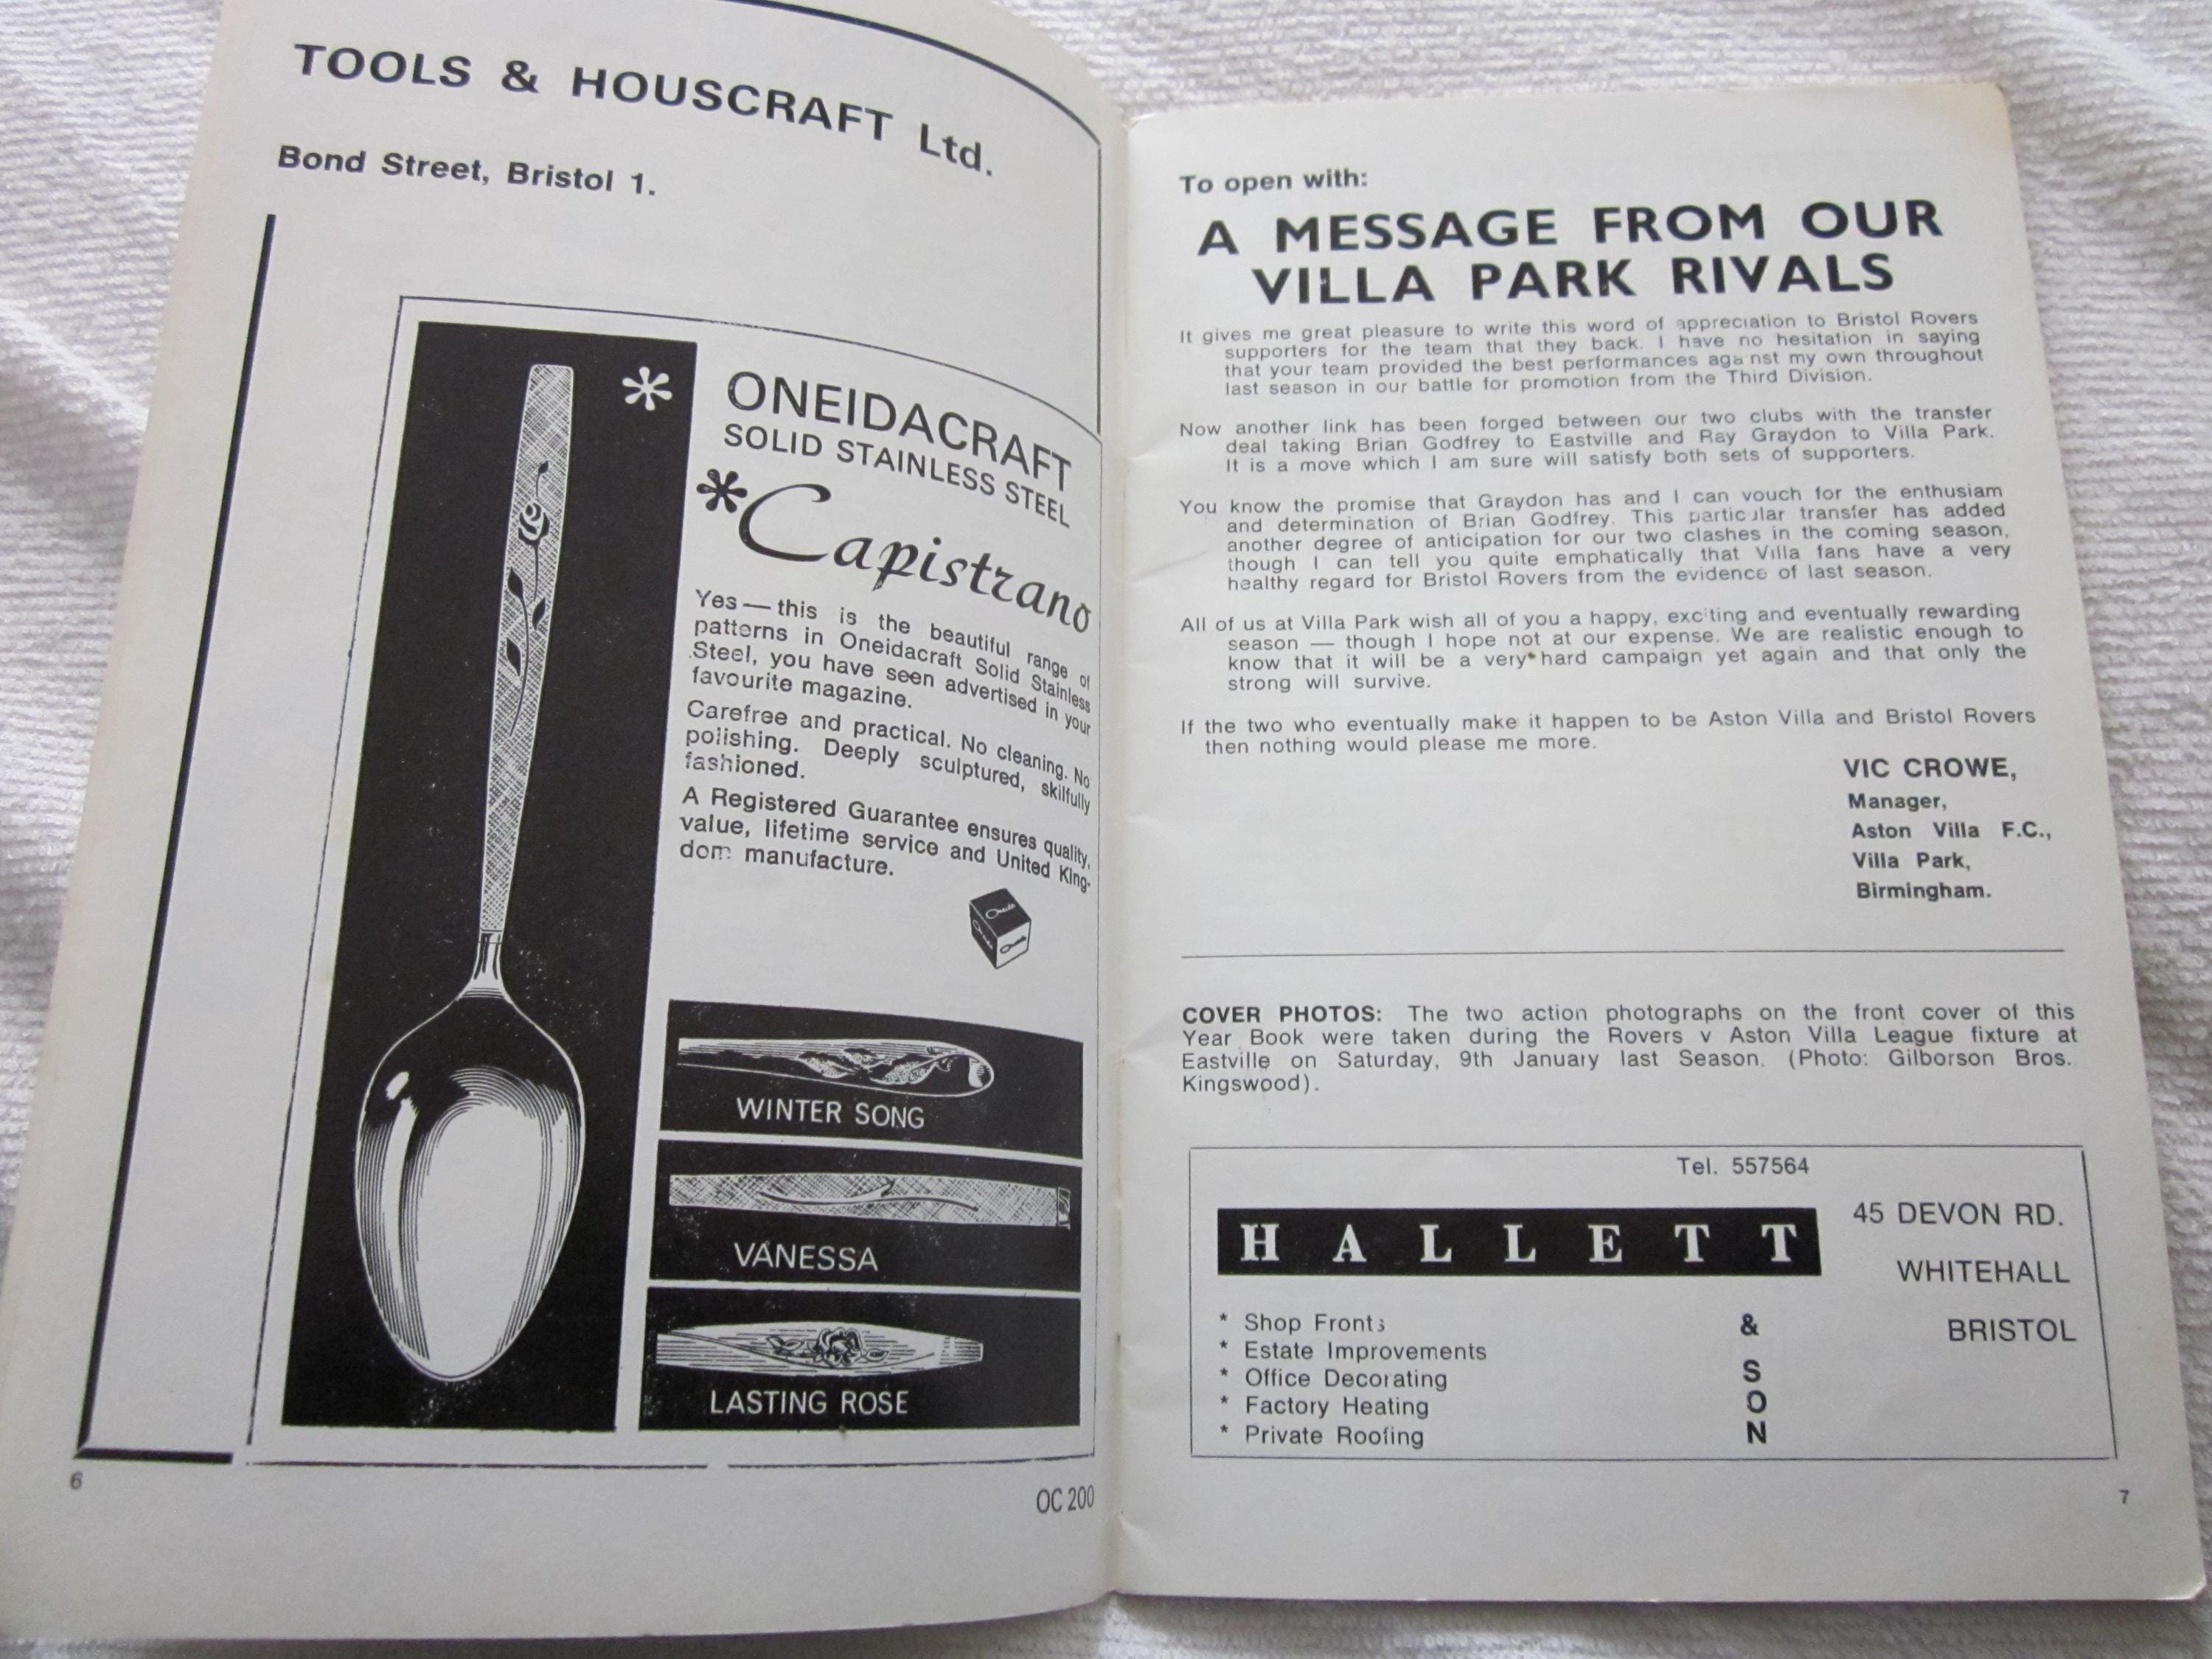 TOOLS & HOUSCRAFT Ltd.
Bond Street, Bristol 1.
* ONEIDACRAFT
SOLID STAINLESS STEEL
*Capistrano
Yes — this is the beautiful range of
patterns in Oneidacraft Solid Stainless
Steel, you have seen advertised in your
favourite magazine.
Carefree and practical. No cleaning. No
polishing. Deeply sculptured, skilfully
fashioned.
A Registered Guarantee ensures quality,
value, lifetime service and United King-
dom manufacture.
Oneida
Oneida
Oneida
WINTER SONG
VANESSA
LASTING ROSE
6
OC 200
To open with:
A MESSAGE FROM OUR
VILLA PARK RIVALS
It gives me great pleasure to write this word of appreciation to Bristol Rovers
supporters for the team that they back. I have no hesitation in saying
that your team provided the best performances against my own throughout
last season in our battle for promotion from the Third Division.
Now another link has been forged between our two clubs with the transfer
deal taking Brian Godfrey to Eastville and Ray Graydon to Villa Park.
It is a move which I am sure will satisfy both sets of supporters.
You know the promise that Graydon has and I can vouch for the enthusiam
and determination of Brian Godfrey. This particular transfer has added
another degree of anticipation for our two clashes in the coming season,
though I can tell you quite emphatically that Villa fans have a very
healthy regard for Bristol Rovers from the evidence of last season.
All of us at Villa Park wish all of you a happy, exciting and eventually rewarding
season — though I hope not at our expense. We are realistic enough to
know that it will be a very hard campaign yet again and that only the
strong will survive.
If the two who eventually make it happen to be Aston Villa and Bristol Rovers
then nothing would please me more.
VIC CROWE,
Manager,
Aston Villa F.C.,
Villa Park,
Birmingham.
COVER PHOTOS: The two action photographs on the front cover of this
Year Book were taken during the Rovers v Aston Villa League fixture at
Eastville on Saturday, 9th January last Season. (Photo: Gilborson Bros.
Kingswood).
Tel. 557564
HALLETT
45 DEVON RD.
WHITEHALL
BRISTOL
* Shop Fronts
* Estate Improvements
* Office Decorating
* Factory Heating
* Private Roofing
&
S
O
N
7